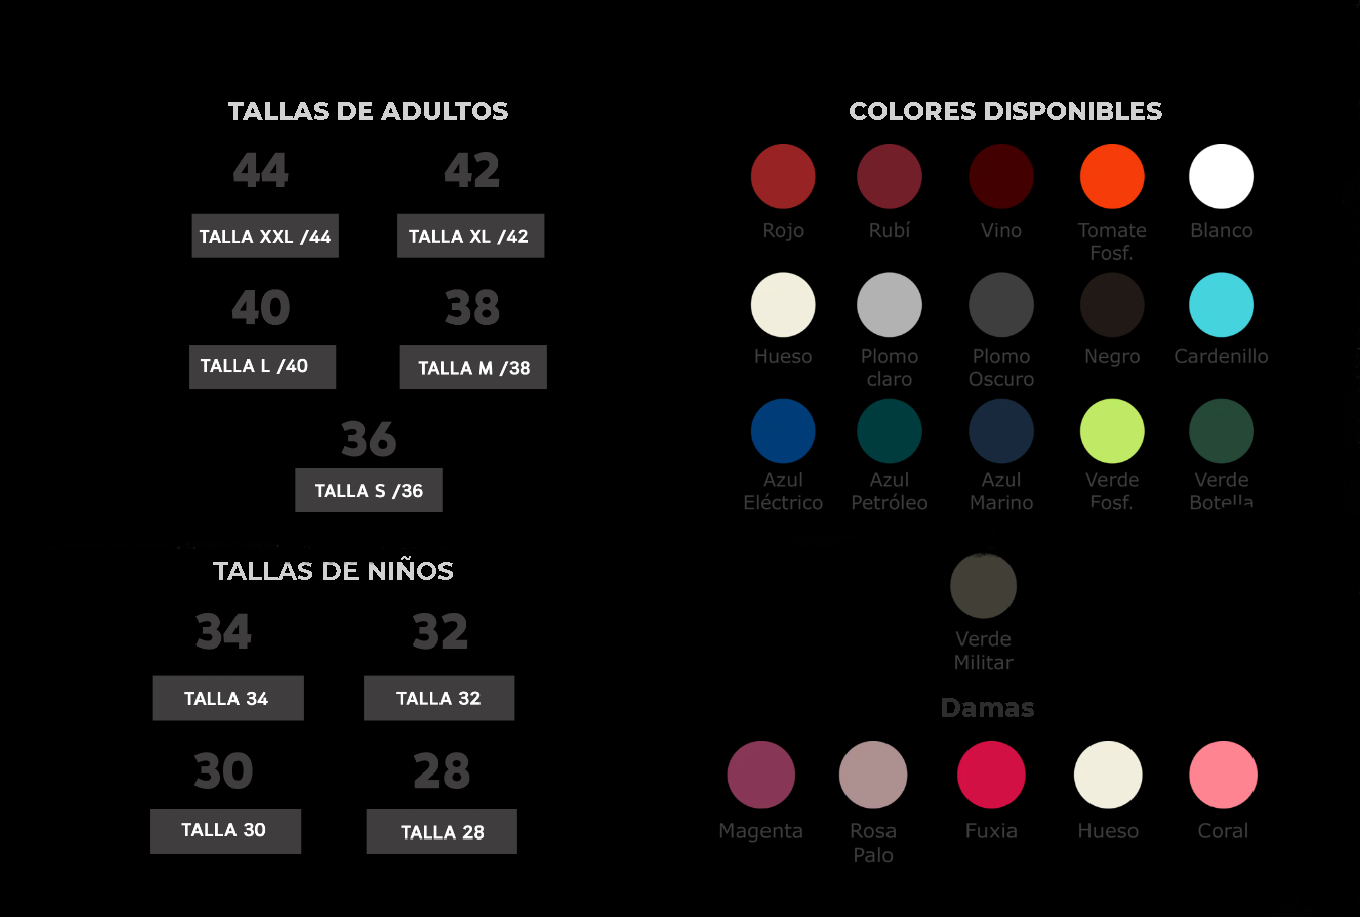 TALLAS DE ADULTOS
44
42
TALLA XXL /44
TALLA XL /42
40
38
TALLA L /40
TALLA M /38
36
TALLA S /36
TALLAS DE NIÑOS
34
32
TALLA 34
TALLA 32
30
28
TALLA 30
TALLA 28
COLORES DISPONIBLES
Rojo
Rubí
Vino
Tomate
Fosf.
Blanco
Hueso
Plomo
claro
Plomo
Oscuro
Negro
Cardenillo
Azul
Eléctrico
Azul
Petróleo
Azul
Marino
Verde
Fosf.
Verde
Botella
Verde
Militar
Damas
Magenta
Rosa
Palo
Fuxia
Hueso
Coral